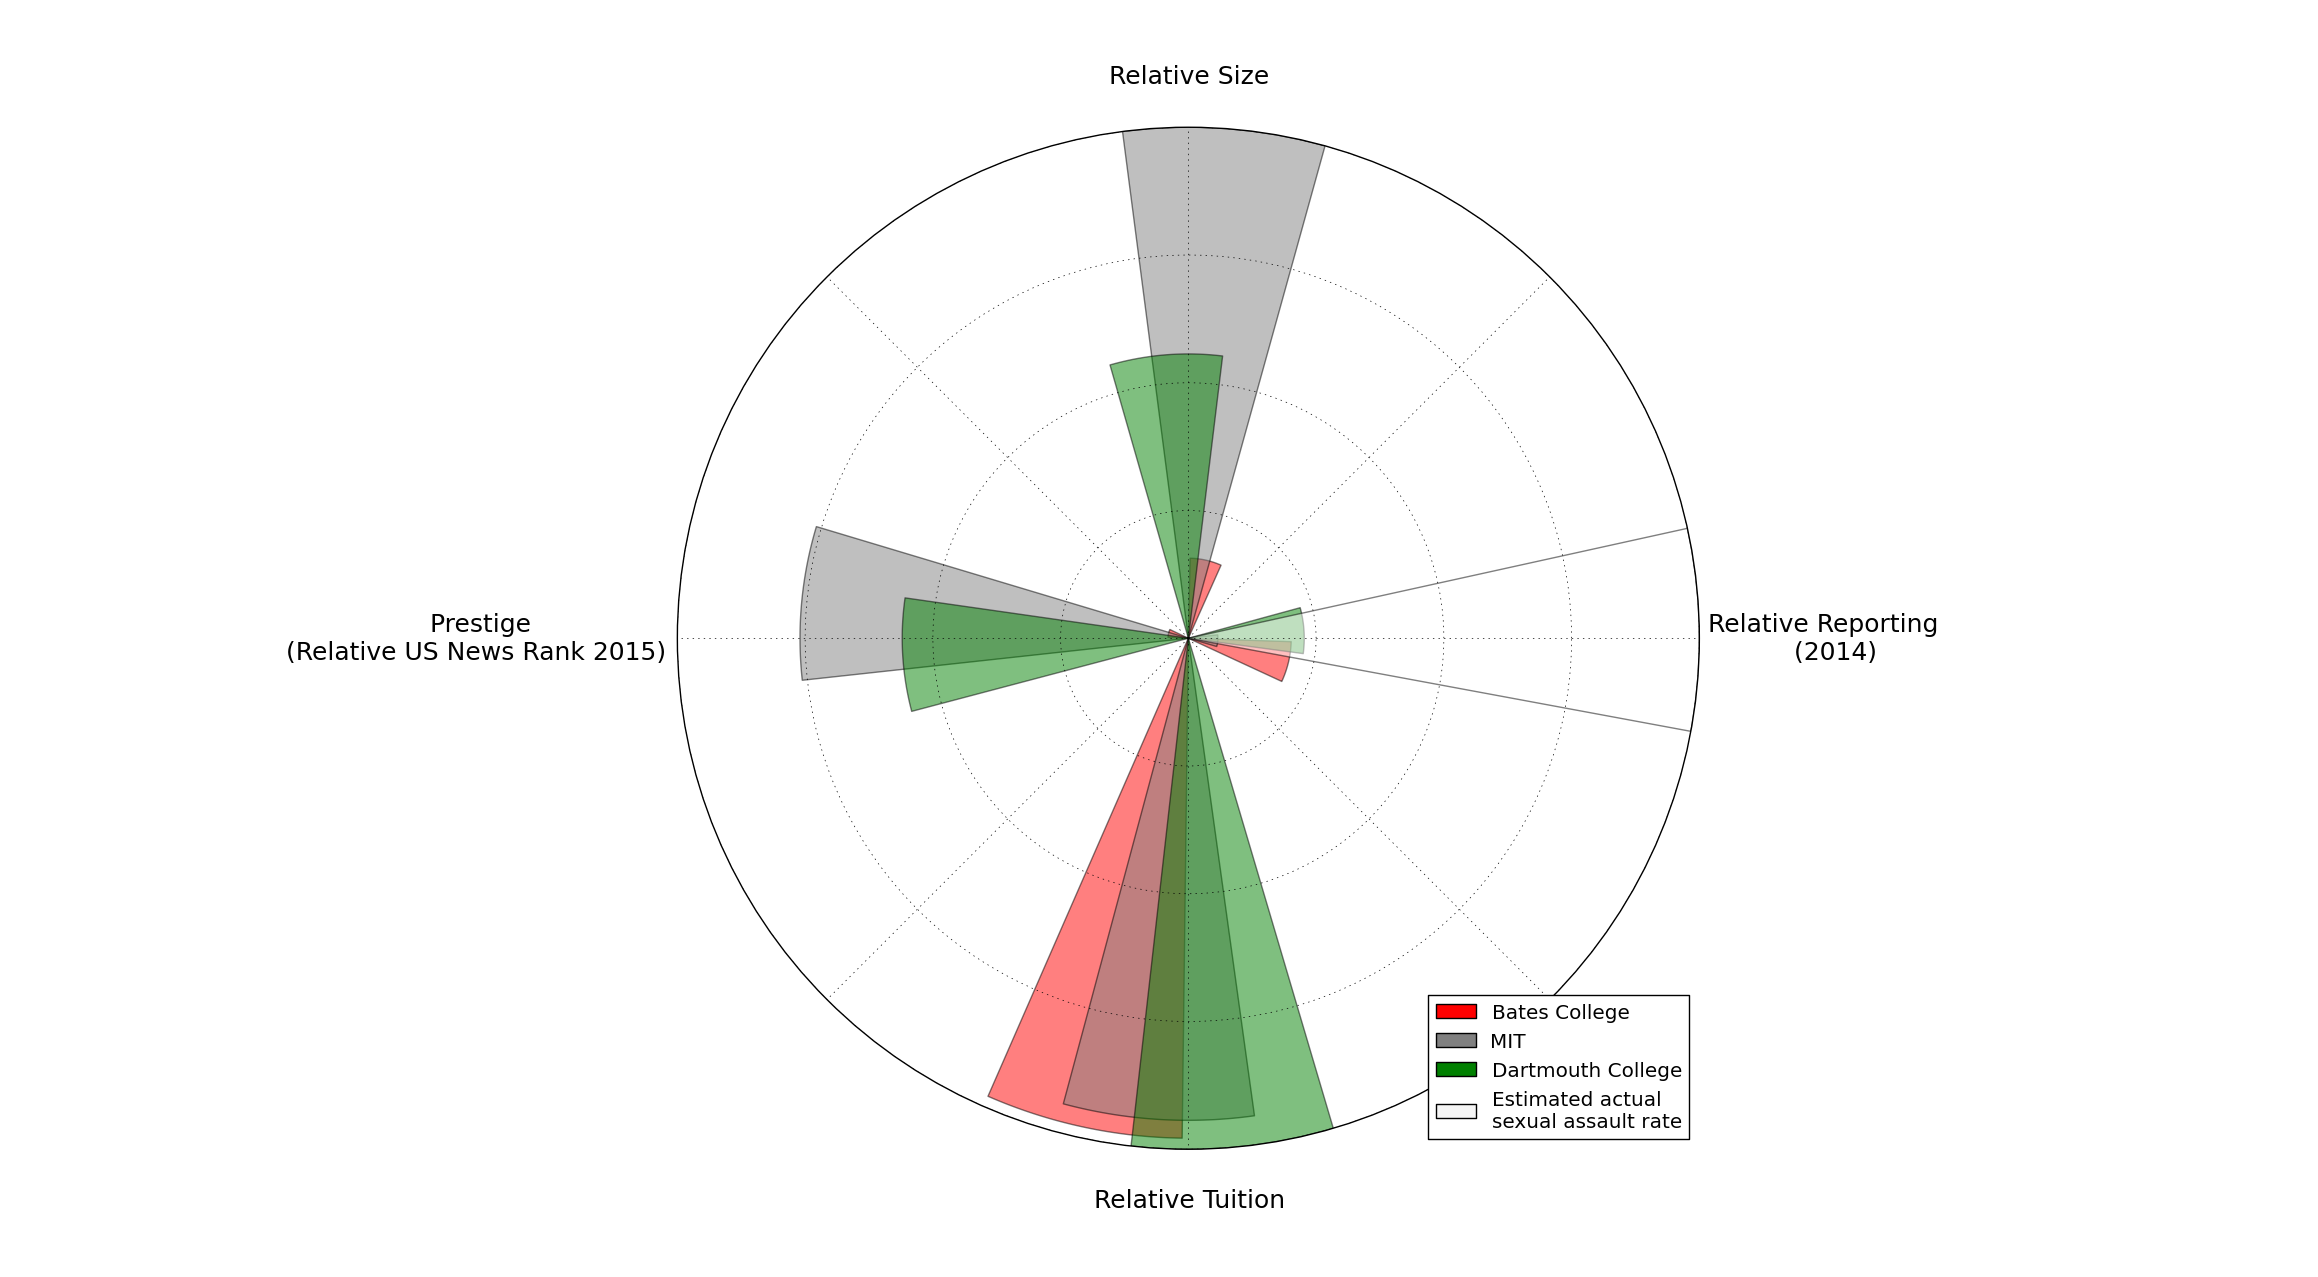 Relative Size
Prestige
(Relative US News Rank 2015)
Relative Reporting
(2014)
Relative Tuition
Bates College
MIT
Dartmouth College
Estimated actual
sexual assault rate